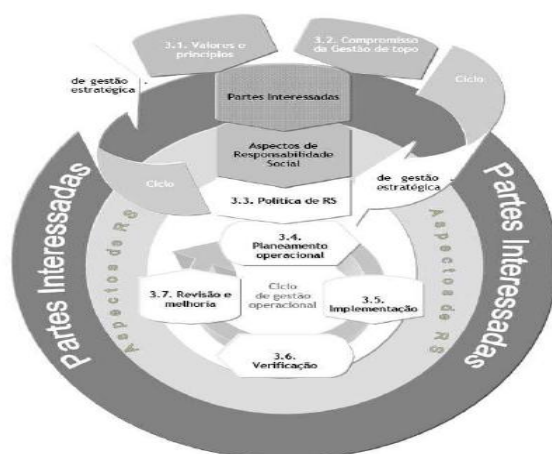 3.1. Valores e
princípios
3.2. Compromisso
da Gestão de topo
de gestão
estratégica
Ciclo
Partes Interessadas
Aspectos de
Responsabilidade
Social
Ciclo
de gestão
estratégica
3.3. Política de RS
3.4.
Planeamento
operacional
3.7. Revisão e
melhoria
Ciclo
de gestão
operacional
3.5.
Implementação
3.6.
Verificação
Partes Interessadas
Aspectos de RS
Aspectos de RS
Partes Interessadas